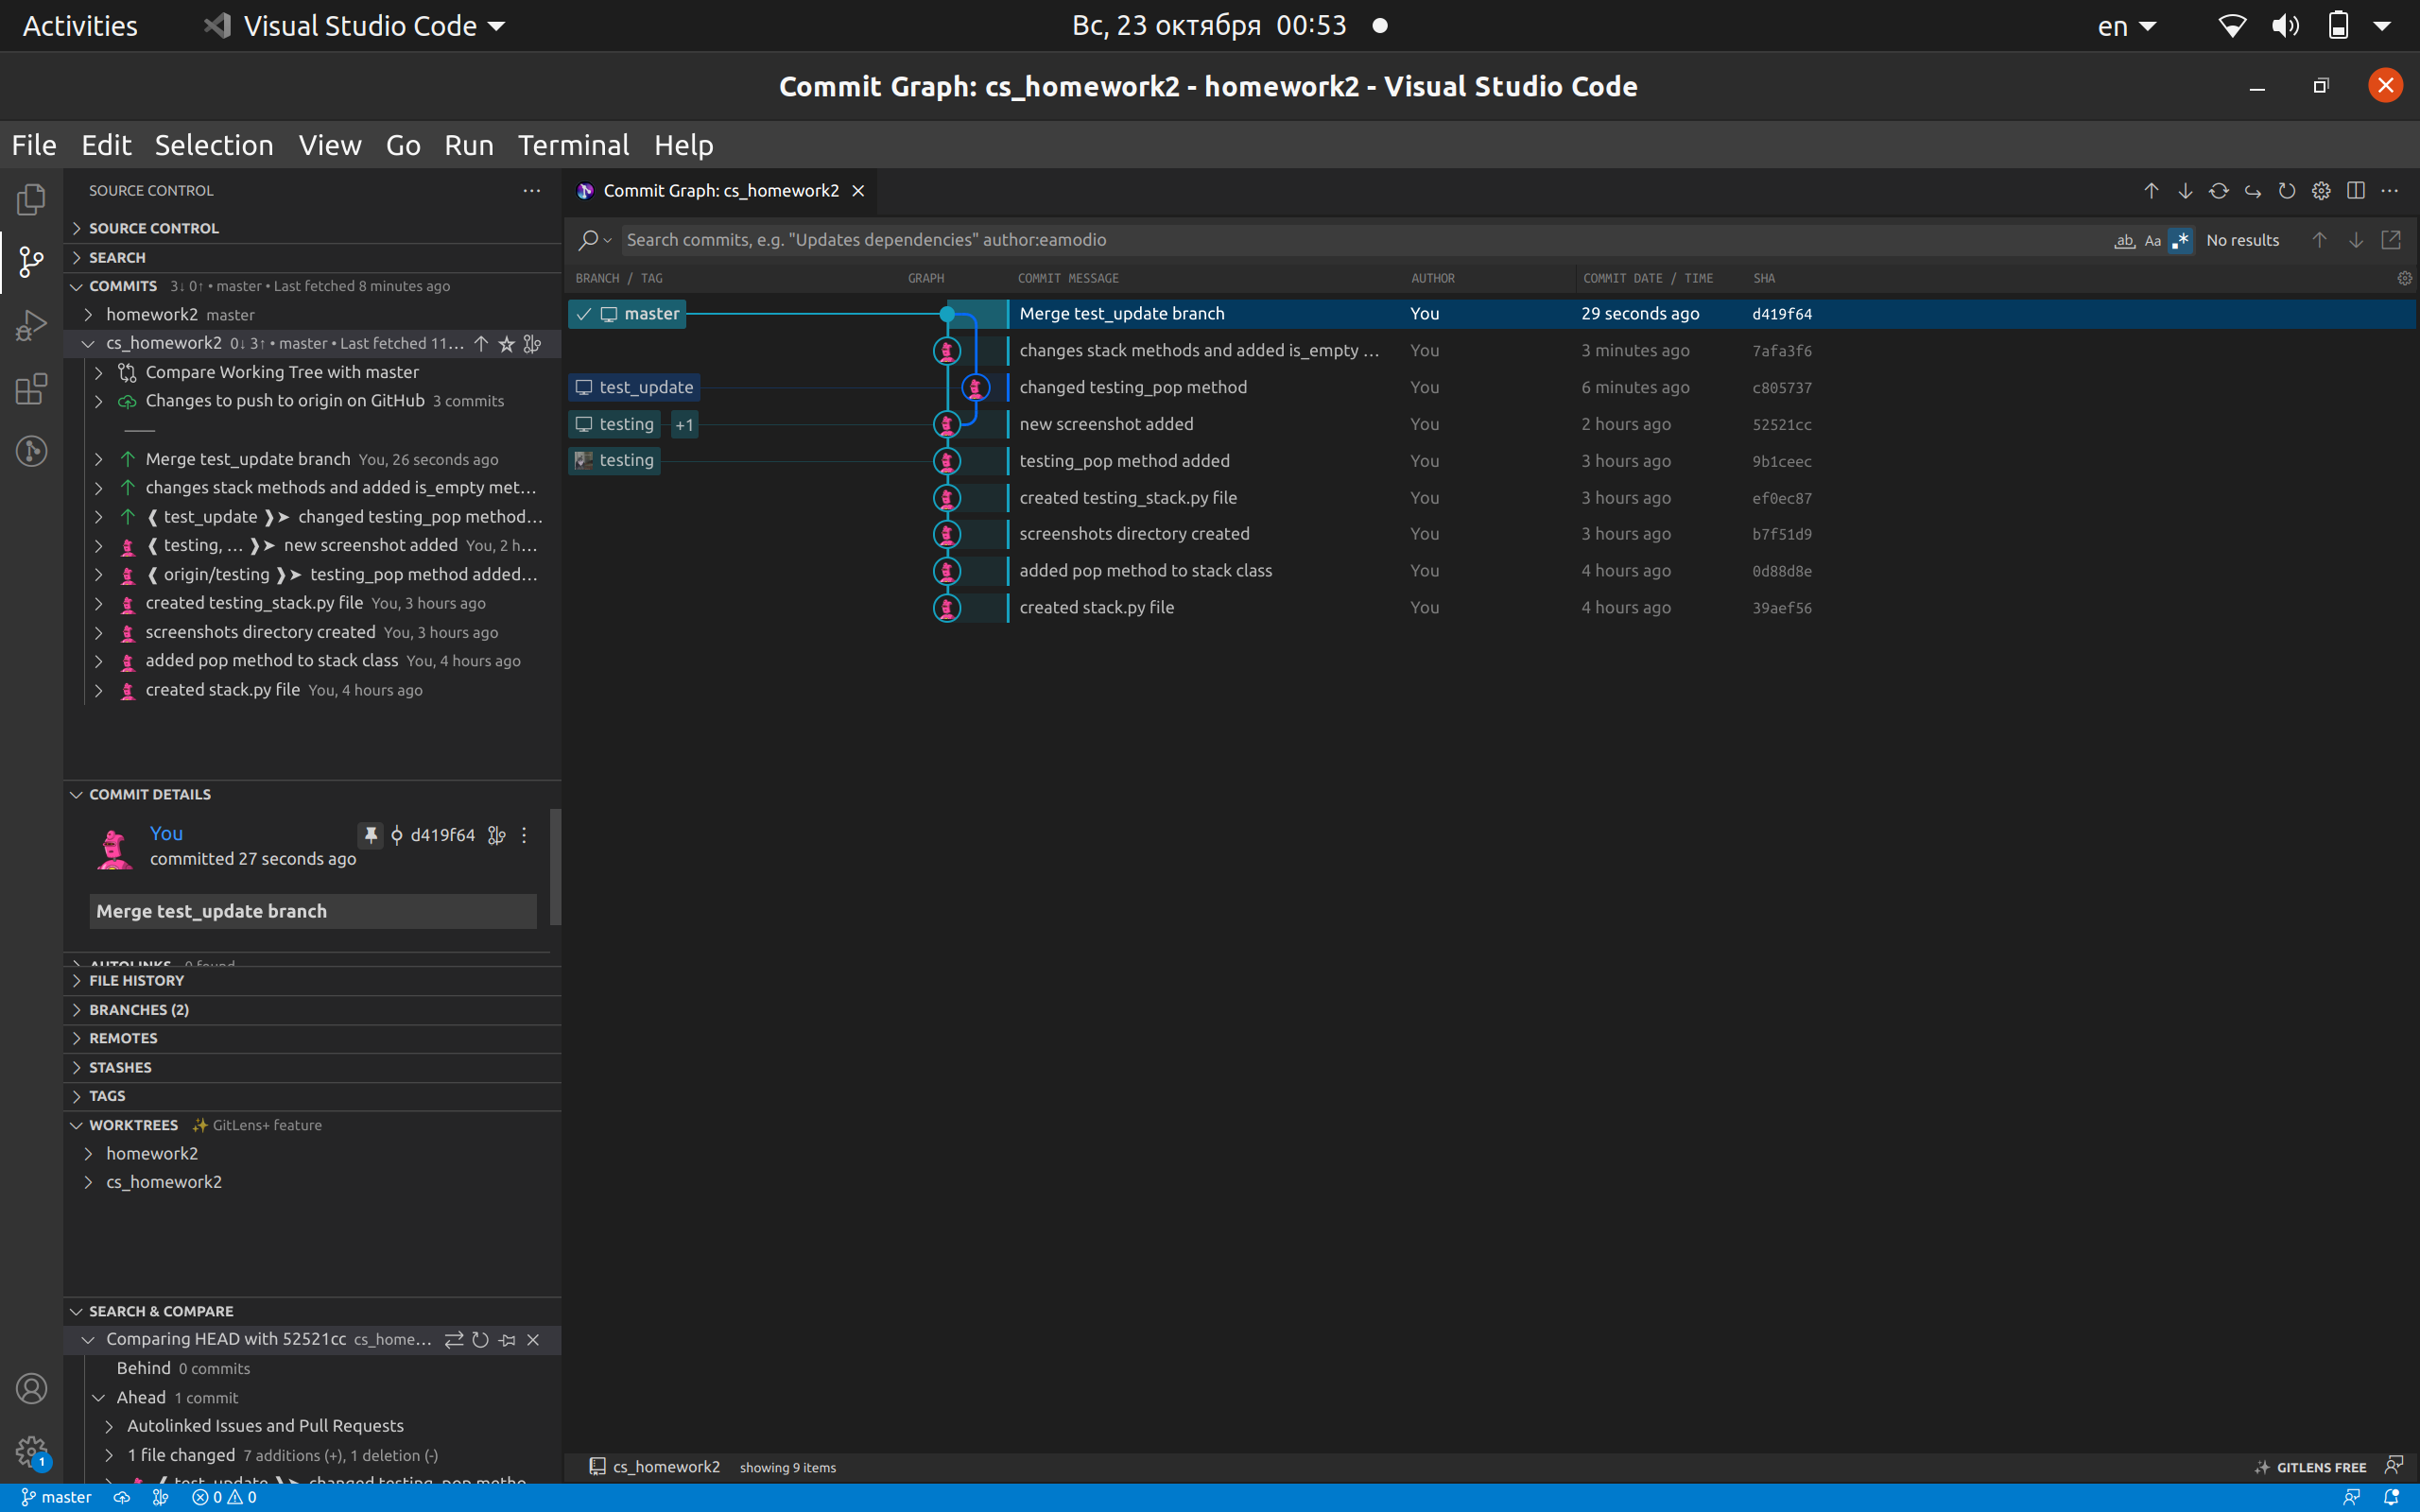 Activities Visual Studio Code Вс, 23 октября 00:53 en
Commit Graph: cs_homework2 - homework2 - Visual Studio Code
File Edit Selection View Go Run Terminal Help
SOURCE CONTROL
SOURCE CONTROL
SEARCH
COMMITS 3↓ 0↑ • master • Last fetched 8 minutes ago
homework2 master
cs_homework2 0↓ 3↑ • master • Last fetched 11...
Compare Working Tree with master
Changes to push to origin on GitHub 3 commits
Merge test_update branch You, 26 seconds ago
changes stack methods and added is_empty met...
❰ test_update ❱➤ changed testing_pop method...
❰ testing, ... ❱➤ new screenshot added You, 2 h...
❰ origin/testing ❱➤ testing_pop method added...
created testing_stack.py file You, 3 hours ago
screenshots directory created You, 3 hours ago
added pop method to stack class You, 4 hours ago
created stack.py file You, 4 hours ago
COMMIT DETAILS
You
d419f64
committed 27 seconds ago
Merge test_update branch
AUTOLINKS 0 found
FILE HISTORY
BRANCHES (2)
REMOTES
STASHES
TAGS
WORKTREES ✨ GitLens+ feature
homework2
cs_homework2
SEARCH & COMPARE
Comparing HEAD with 52521cc cs_home...
Behind 0 commits
Ahead 1 commit
Autolinked Issues and Pull Requests
1 file changed 7 additions (+), 1 deletion (-)
❰ test_update ❱➤ changed testing_pop metho...
Commit Graph: cs_homework2
Search commits, e.g. "Updates dependencies" author:eamodio ab Aa .* No results
BRANCH / TAG GRAPH COMMIT MESSAGE AUTHOR COMMIT DATE / TIME SHA
master Merge test_update branch You 29 seconds ago d419f64
changes stack methods and added is_empty ... You 3 minutes ago 7afa3f6
test_update changed testing_pop method You 6 minutes ago c805737
testing +1 new screenshot added You 2 hours ago 52521cc
testing testing_pop method added You 3 hours ago 9b1ceec
created testing_stack.py file You 3 hours ago ef0ec87
screenshots directory created You 3 hours ago b7f51d9
added pop method to stack class You 4 hours ago 0d88d8e
created stack.py file You 4 hours ago 39aef56
cs_homework2 showing 9 items GITLENS FREE
1
master 0 0